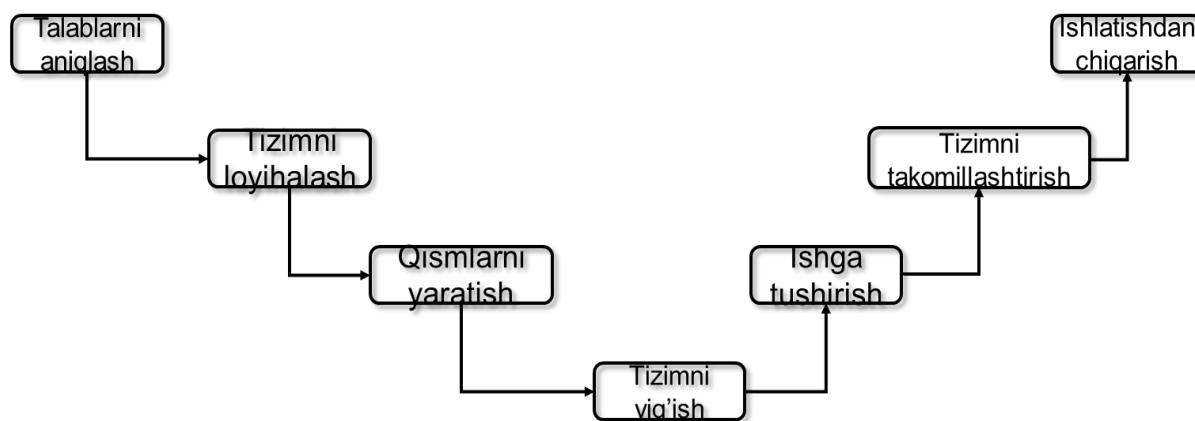 Talablarni
aniqlash
Tizimni
loyihalash
Qismlarni
yaratish
Tizimni
yig’ish
Ishga
tushirish
Tizimni
takomillashtirish
Ishlatishdan
chiqarish